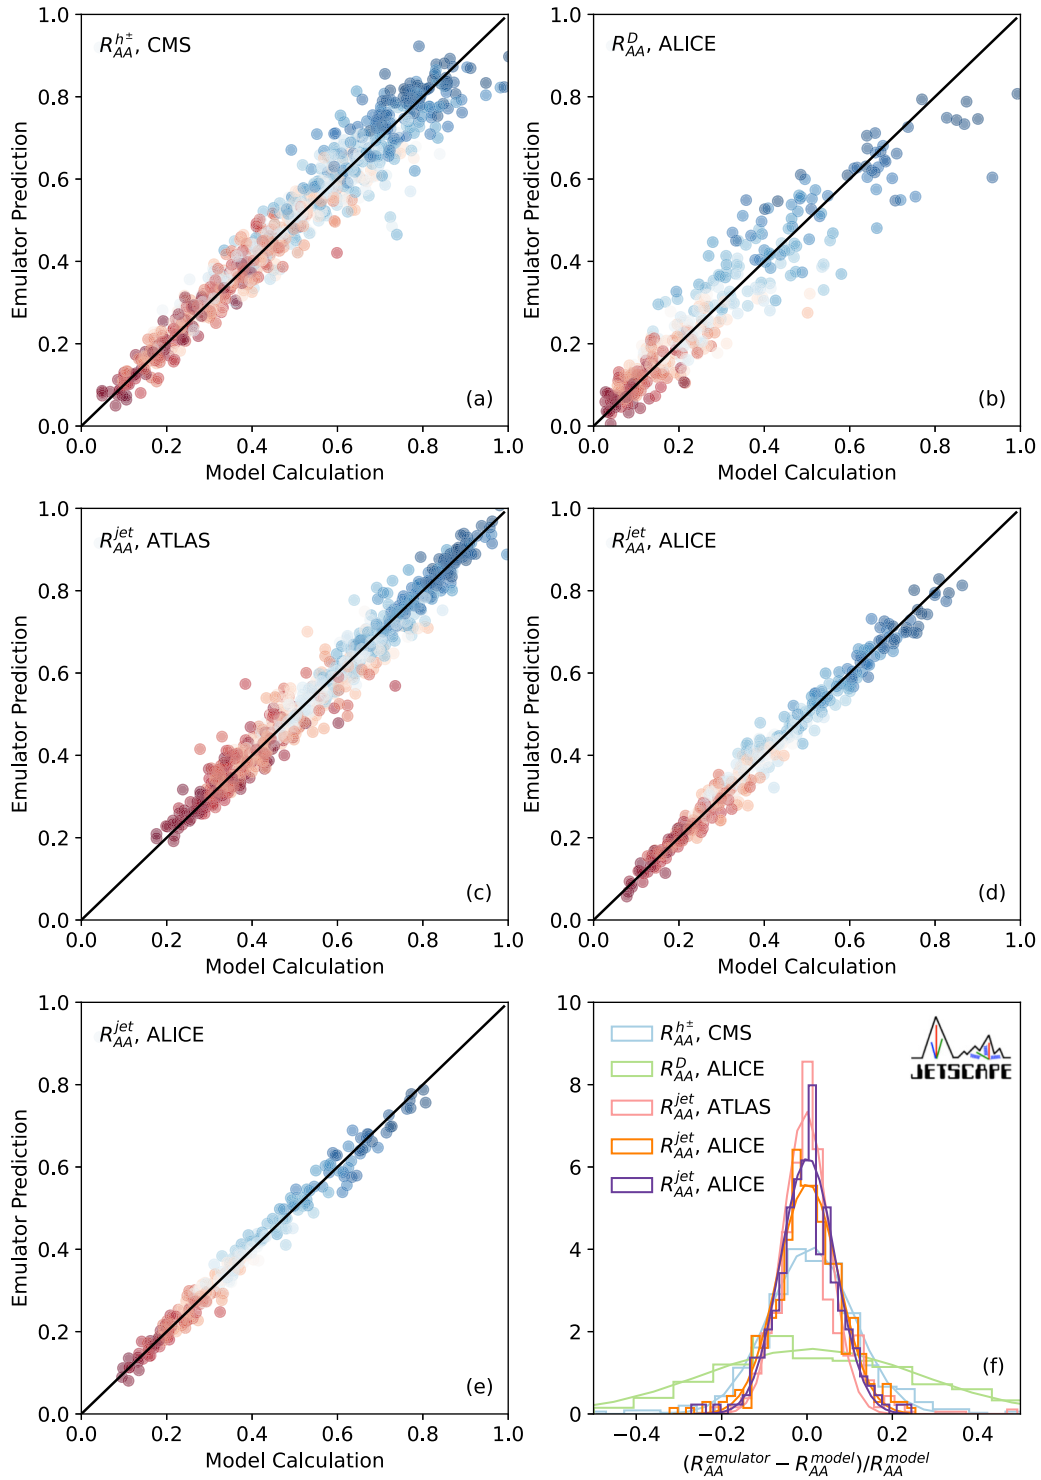 R_{AA}^{h^±}, CMS
(a)
1.0
0.8
0.6
0.4
0.2
0.0
0.0 0.2 0.4 0.6 0.8 1.0
Model Calculation
Emulator Prediction
R_{AA}^{D}, ALICE
(b)
1.0
0.8
0.6
0.4
0.2
0.0
0.0 0.2 0.4 0.6 0.8 1.0
Model Calculation
Emulator Prediction
R_{AA}^{jet}, ATLAS
(c)
1.0
0.8
0.6
0.4
0.2
0.0
0.0 0.2 0.4 0.6 0.8 1.0
Model Calculation
Emulator Prediction
R_{AA}^{jet}, ALICE
(d)
1.0
0.8
0.6
0.4
0.2
0.0
0.0 0.2 0.4 0.6 0.8 1.0
Model Calculation
Emulator Prediction
R_{AA}^{jet}, ALICE
(e)
1.0
0.8
0.6
0.4
0.2
0.0
0.0 0.2 0.4 0.6 0.8 1.0
Model Calculation
Emulator Prediction
R_{AA}^{h^±}, CMS
R_{AA}^{D}, ALICE
R_{AA}^{jet}, ATLAS
R_{AA}^{jet}, ALICE
R_{AA}^{jet}, ALICE
JETSCAPE
(f)
10
8
6
4
2
0
−0.4 −0.2 0.0 0.2 0.4
(R_{AA}^{emulator} − R_{AA}^{model})/R_{AA}^{model}